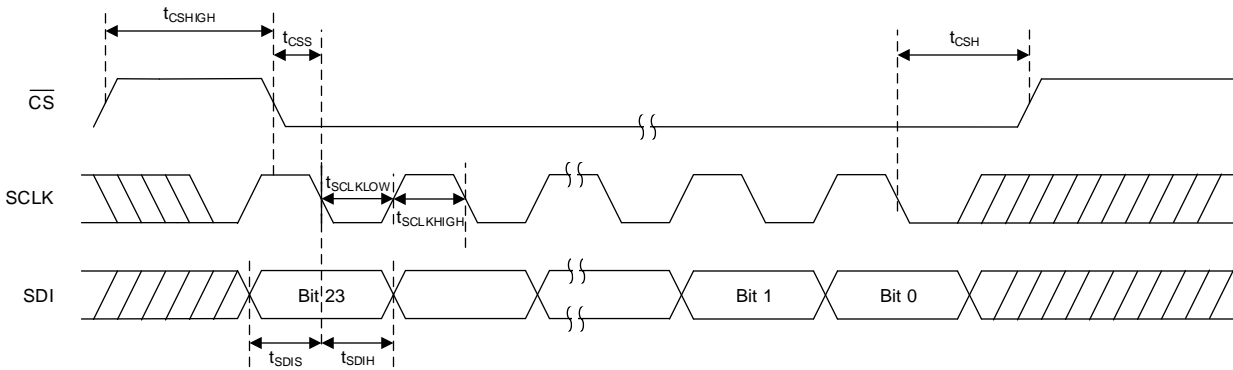 tCSHIGH
tCSS
tCSH
CS
SCLK
tSCLKLOW
tSCLKHIGH
SDI
Bit 23
Bit 1
Bit 0
tSDIS
tSDIH